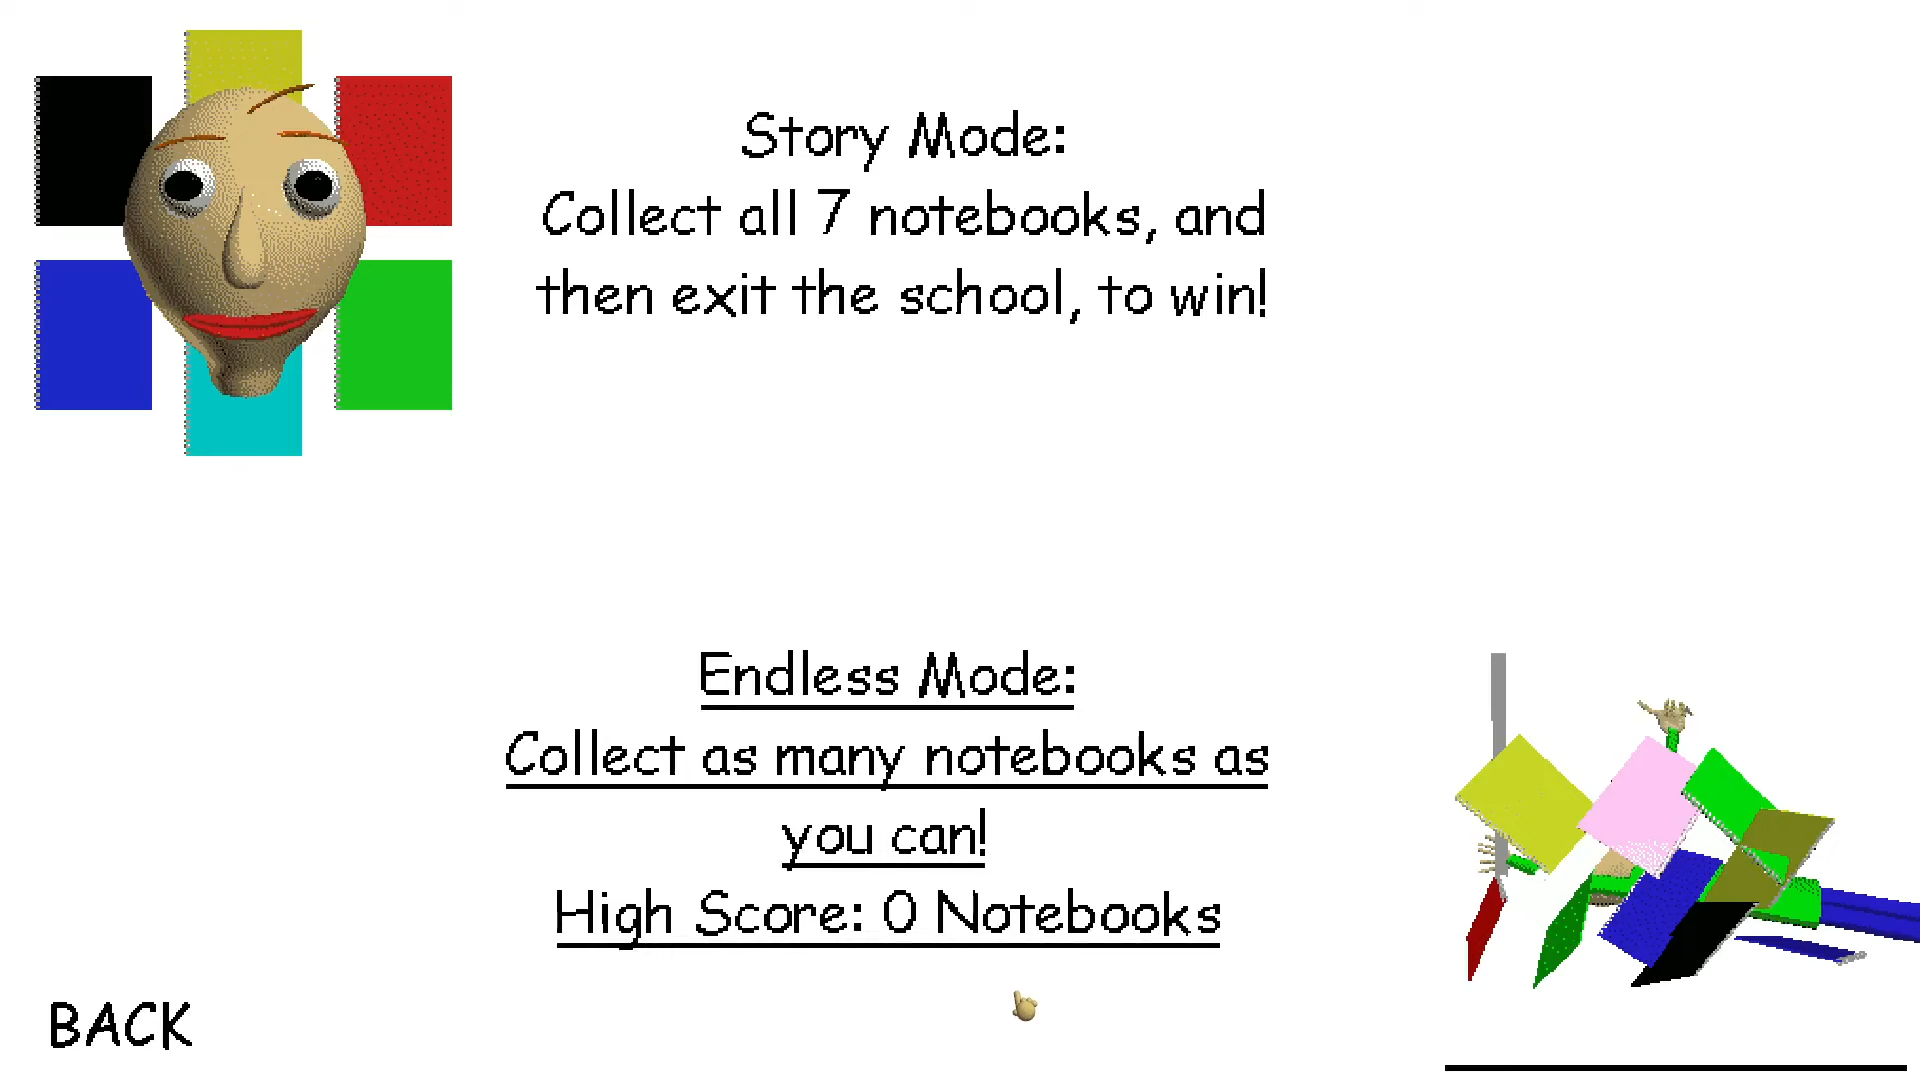 Story Mode:
Collect all 7 notebooks, and
then exit the school, to win!
Endless Mode:
Collect as many notebooks as
you can!
High Score: 0 Notebooks
BACK